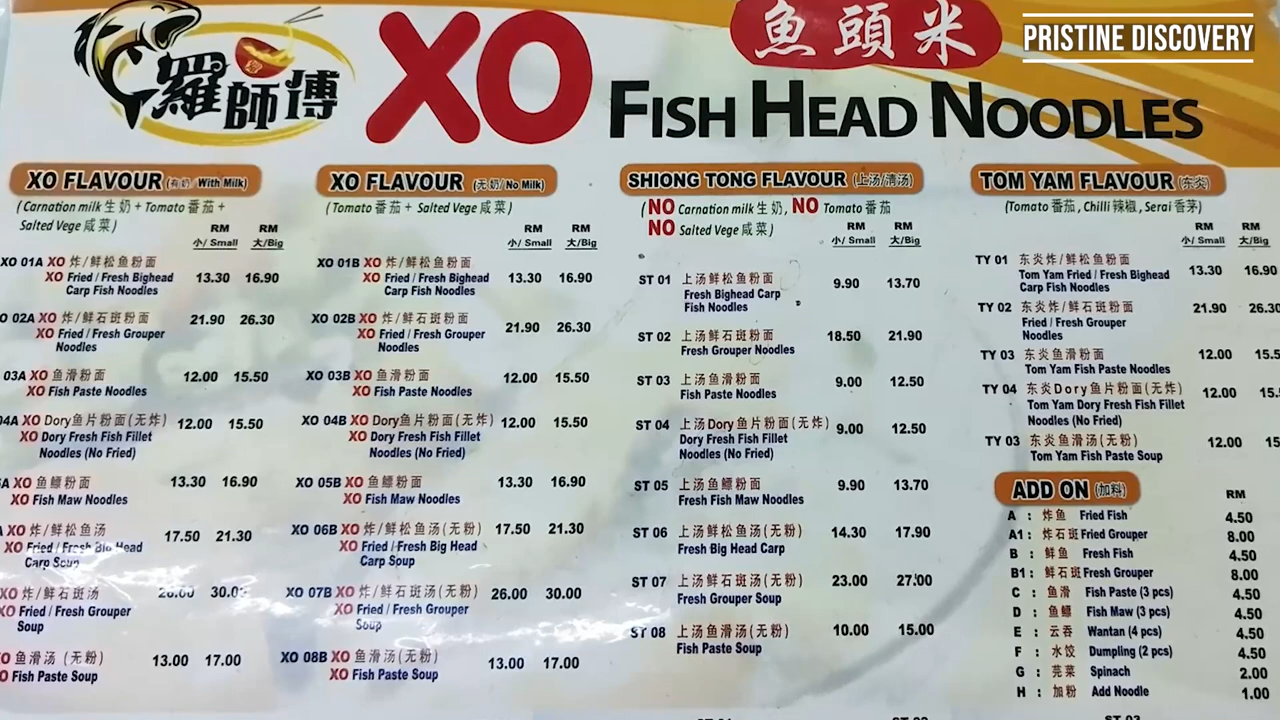 羅師傅
XO
魚頭米
FISH HEAD NOODLES
PRISTINE DISCOVERY
XO FLAVOUR (有奶/With Milk)
(Carnation milk 生奶 + Tomato 番茄 +
Salted Vege 咸菜)
RM RM
小/ Small 大/Big
XO 01A XO 炸/鲜松鱼粉面
XO Fried / Fresh Bighead 13.30 16.90
Carp Fish Noodles
O 02A XO 炸/鲜石斑粉面 21.90 26.30
XO Fried / Fresh Grouper
Noodles
03A XO 鱼滑粉面 12.00 15.50
XO Fish Paste Noodles
04A XO Dory鱼片粉面(无炸) 12.00 15.50
XO Dory Fresh Fish Fillet
Noodles (No Fried)
A XO 鱼鳔粉面 13.30 16.90
XO Fish Maw Noodles
XO 炸/鲜松鱼汤 17.50 21.30
XO Fried / Fresh Big Head
Carp Soup
XO 炸/鲜石斑汤 26.00 30.00
XO Fried / Fresh Grouper
Soup
O 鱼滑汤 (无粉) 13.00 17.00
O Fish Paste Soup
XO FLAVOUR (无奶/No Milk)
(Tomato 番茄 + Salted Vege 咸菜)
RM RM
小/ Small 大/Big
XO 01B XO 炸/鲜松鱼粉面
XO Fried / Fresh Bighead 13.30 16.90
Carp Fish Noodles
XO 02B XO 炸/鲜石斑粉面
XO Fried / Fresh Grouper 21.90 26.30
Noodles
XO 03B XO 鱼滑粉面 12.00 15.50
XO Fish Paste Noodles
XO 04B XO Dory鱼片粉面(无炸) 12.00 15.50
XO Dory Fresh Fish Fillet
Noodles (No Fried)
XO 05B XO 鱼鳔粉面 13.30 16.90
XO Fish Maw Noodles
XO 06B XO 炸/鲜松鱼汤(无粉) 17.50 21.30
XO Fried / Fresh Big Head
Carp Soup
XO 07B XO 炸/鲜石斑汤(无粉) 26.00 30.00
XO Fried / Fresh Grouper
Soup
XO 08B XO 鱼滑汤(无粉) 13.00 17.00
XO Fish Paste Soup
SHIONG TONG FLAVOUR (上汤/清汤)
(NO Carnation milk 生奶, NO Tomato 番茄
NO Salted Vege 咸菜)
RM RM
小/ Small 大/Big
ST 01 上汤鲜松鱼粉面 9.90 13.70
Fresh Bighead Carp
Fish Noodles
ST 02 上汤鲜石斑粉面 18.50 21.90
Fresh Grouper Noodles
ST 03 上汤鱼滑粉面 9.00 12.50
Fish Paste Noodles
ST 04 上汤Dory鱼片粉面(无炸) 9.00 12.50
Dory Fresh Fish Fillet
Noodles (No Fried)
ST 05 上汤鱼鳔粉面 9.90 13.70
Fresh Fish Maw Noodles
ST 06 上汤鲜松鱼汤(无粉) 14.30 17.90
Fresh Big Head Carp
ST 07 上汤鲜石斑汤(无粉) 23.00 27.00
Fresh Grouper Soup
ST 08 上汤鱼滑汤(无粉) 10.00 15.00
Fish Paste Soup
TOM YAM FLAVOUR (东炎)
(Tomato 番茄, Chilli 辣椒, Serai 香茅)
RM RM
小/ Small 大/Big
TY 01 东炎炸/鲜松鱼粉面
Tom Yam Fried / Fresh Bighead 13.30 16.90
Carp Fish Noodles
TY 02 东炎炸/鲜石斑粉面 21.90 26.30
Fried / Fresh Grouper
Noodles
TY 03 东炎鱼滑粉面 12.00 15.5
Tom Yam Fish Paste Noodles
TY 04 东炎Dory鱼片粉面(无炸) 12.00 15.
Tom Yam Dory Fresh Fish Fillet
Noodles (No Fried)
TY 03 东炎鱼滑汤(无粉) 12.00 15
Tom Yam Fish Paste Soup
ADD ON (加料)
RM
A : 炸鱼 Fried Fish 4.50
A1 : 炸石斑 Fried Grouper 8.00
B : 鲜鱼 Fresh Fish 4.50
B1 : 鲜石斑 Fresh Grouper 8.00
C : 鱼滑 Fish Paste (3 pcs) 4.50
D : 鱼鳔 Fish Maw (3 pcs) 4.50
E : 云吞 Wantan (4 pcs) 4.50
F : 水饺 Dumpling (2 pcs) 4.50
G : 苋菜 Spinach 2.00
H : 加粉 Add Noodle 1.00